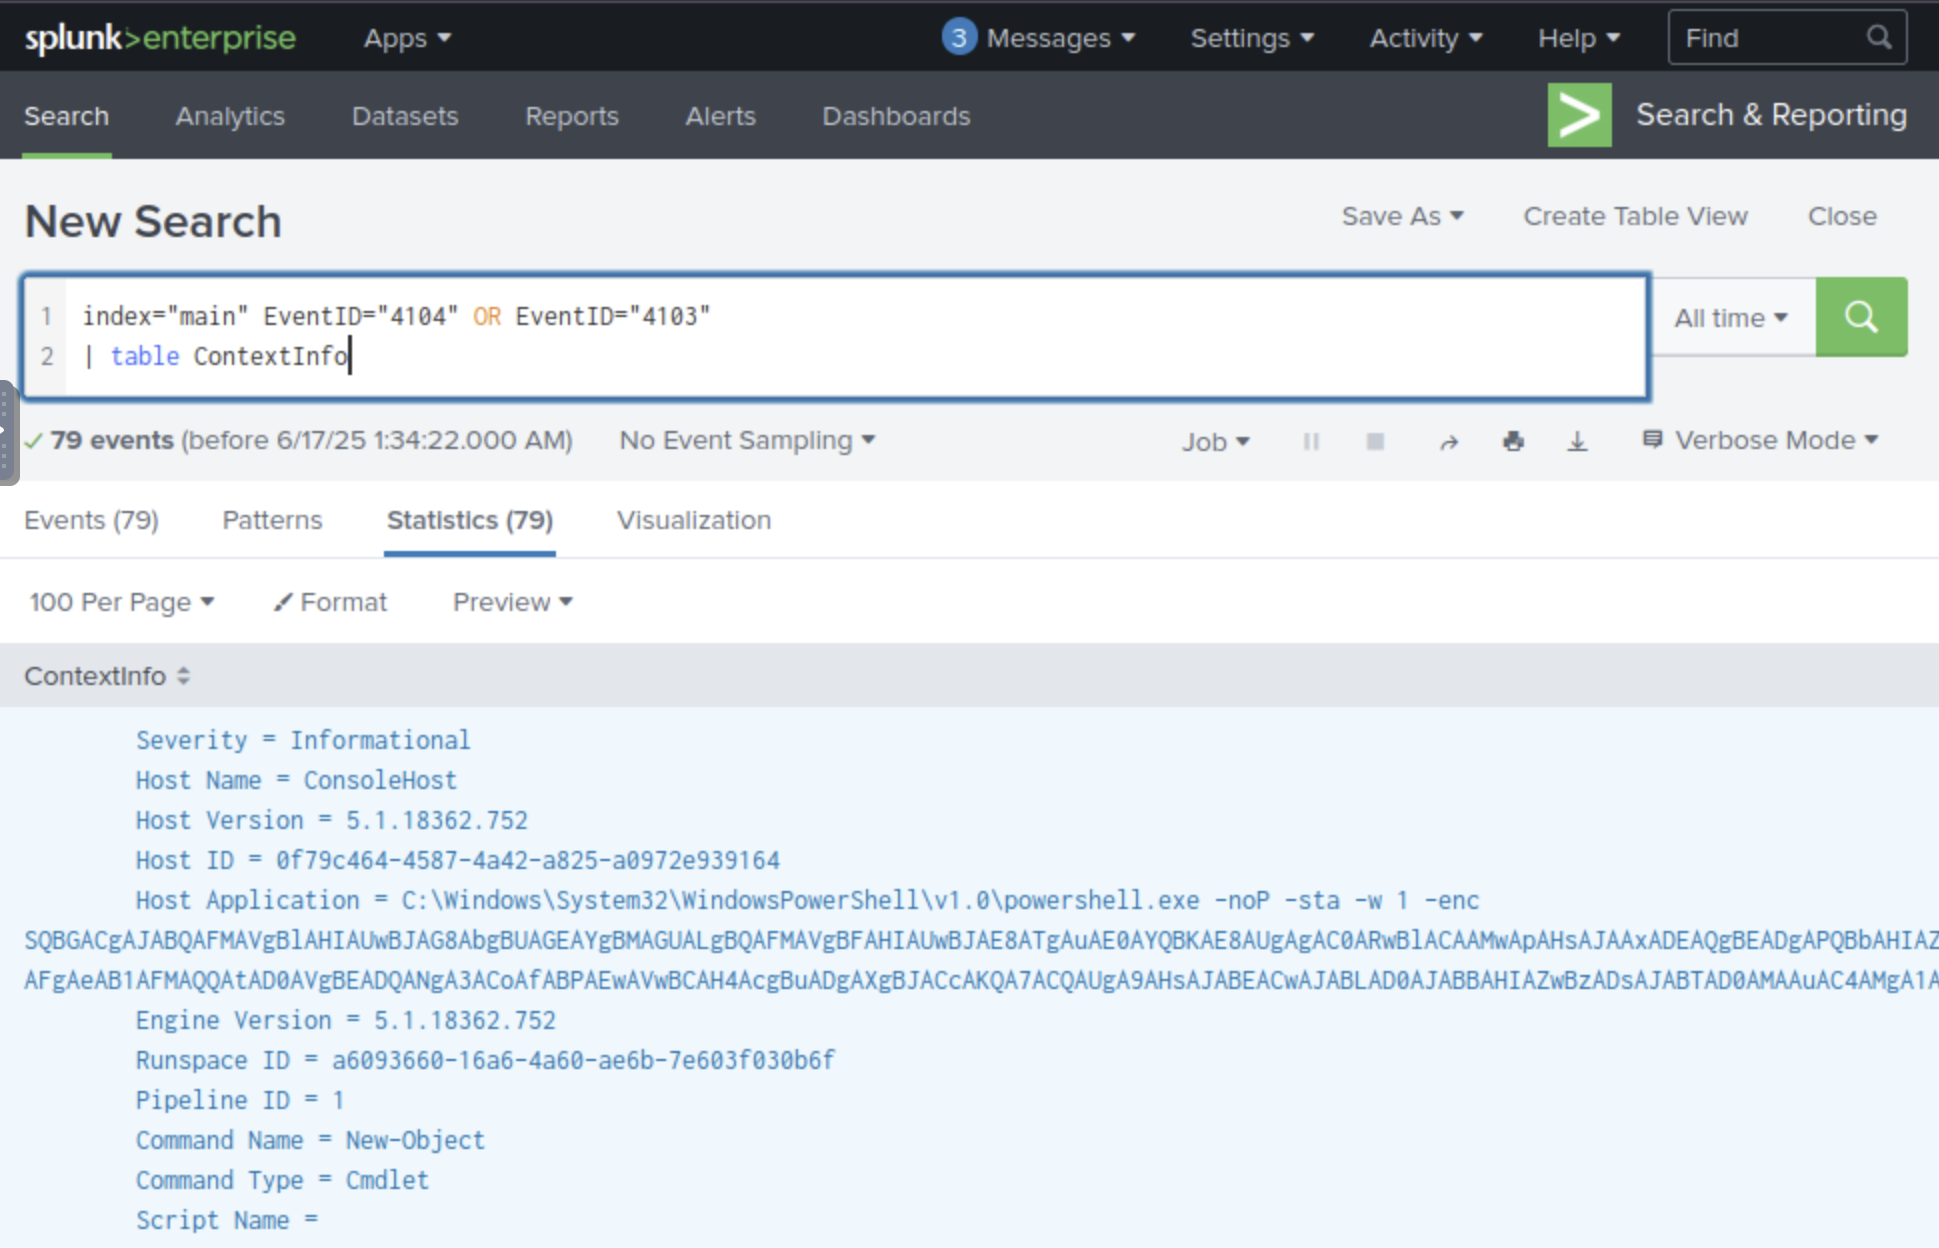 splunk>enterprise Apps 3 Messages Settings Activity Help Find
Search Analytics Datasets Reports Alerts Dashboards > Search & Reporting
New Search Save As Create Table View Close
1 index="main" EventID="4104" OR EventID="4103" All time
2 | table ContextInfo
79 events (before 6/17/25 1:34:22.000 AM) No Event Sampling Job Verbose Mode
Events (79) Patterns Statistics (79) Visualization
100 Per Page Format Preview
ContextInfo
Severity = Informational
Host Name = ConsoleHost
Host Version = 5.1.18362.752
Host ID = 0f79c464-4587-4a42-a825-a0972e939164
Host Application = C:\Windows\System32\WindowsPowerShell\v1.0\powershell.exe -noP -sta -w 1 -enc
SQBGACgAJABQAFMAVgBlAHIAUwBJAG8AbgBUAGEAYgBMAGUALgBQAFMAVgBFAHIAUwBJAE8ATgAuAE0AYQBKAE8AUgAgAC0ARwBlACAAMwApAHsAJAAxADEAQgBEADgAPQBbAHIAZ
AFgAeAB1AFMAQQAtAD0AVgBEADQANgA3ACoAfABPAEwAVwBCAH4AcgBuADgAXgBJACcAKQA7ACQAUgA9AHsAJABEACwAJABLAD0AJABBAHIAZwBzADsAJABTAD0AMAAuAC4AMgA1A
Engine Version = 5.1.18362.752
Runspace ID = a6093660-16a6-4a60-ae6b-7e603f030b6f
Pipeline ID = 1
Command Name = New-Object
Command Type = Cmdlet
Script Name =